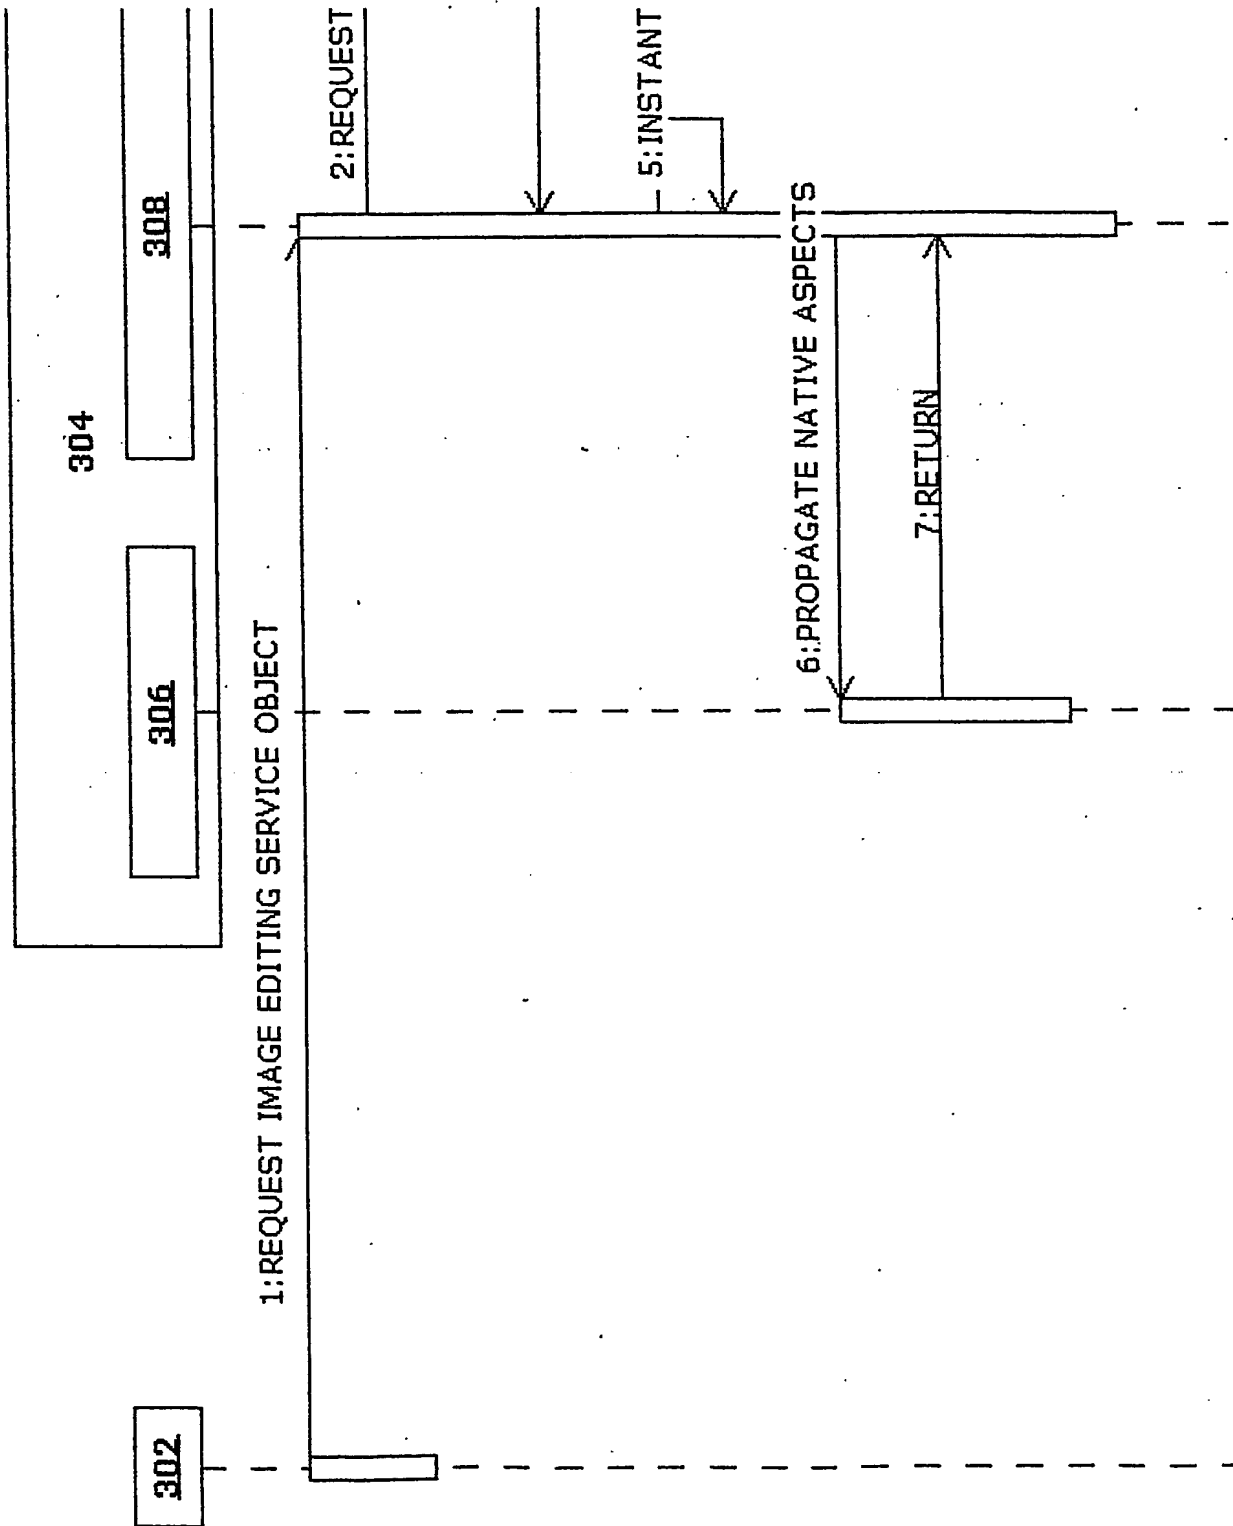 304
302
306
308
1:REQUEST IMAGE EDITING SERVICE OBJECT
2:REQUEST
5:INSTANT
6:PROPAGATE NATIVE ASPECTS
7:RETURN